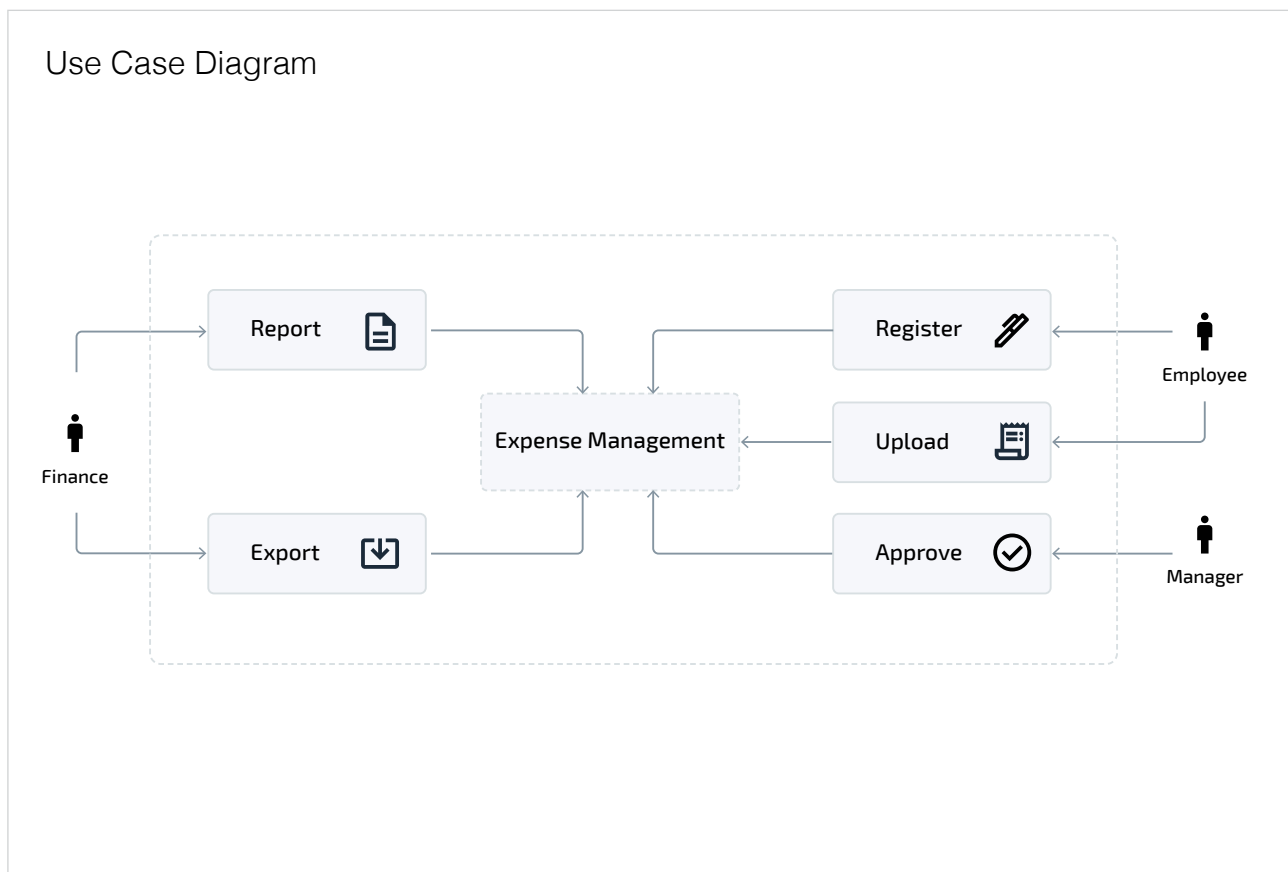 Use Case Diagram
Report
Register
Employee
Finance
Expense Management
Upload
Export
Approve
Manager